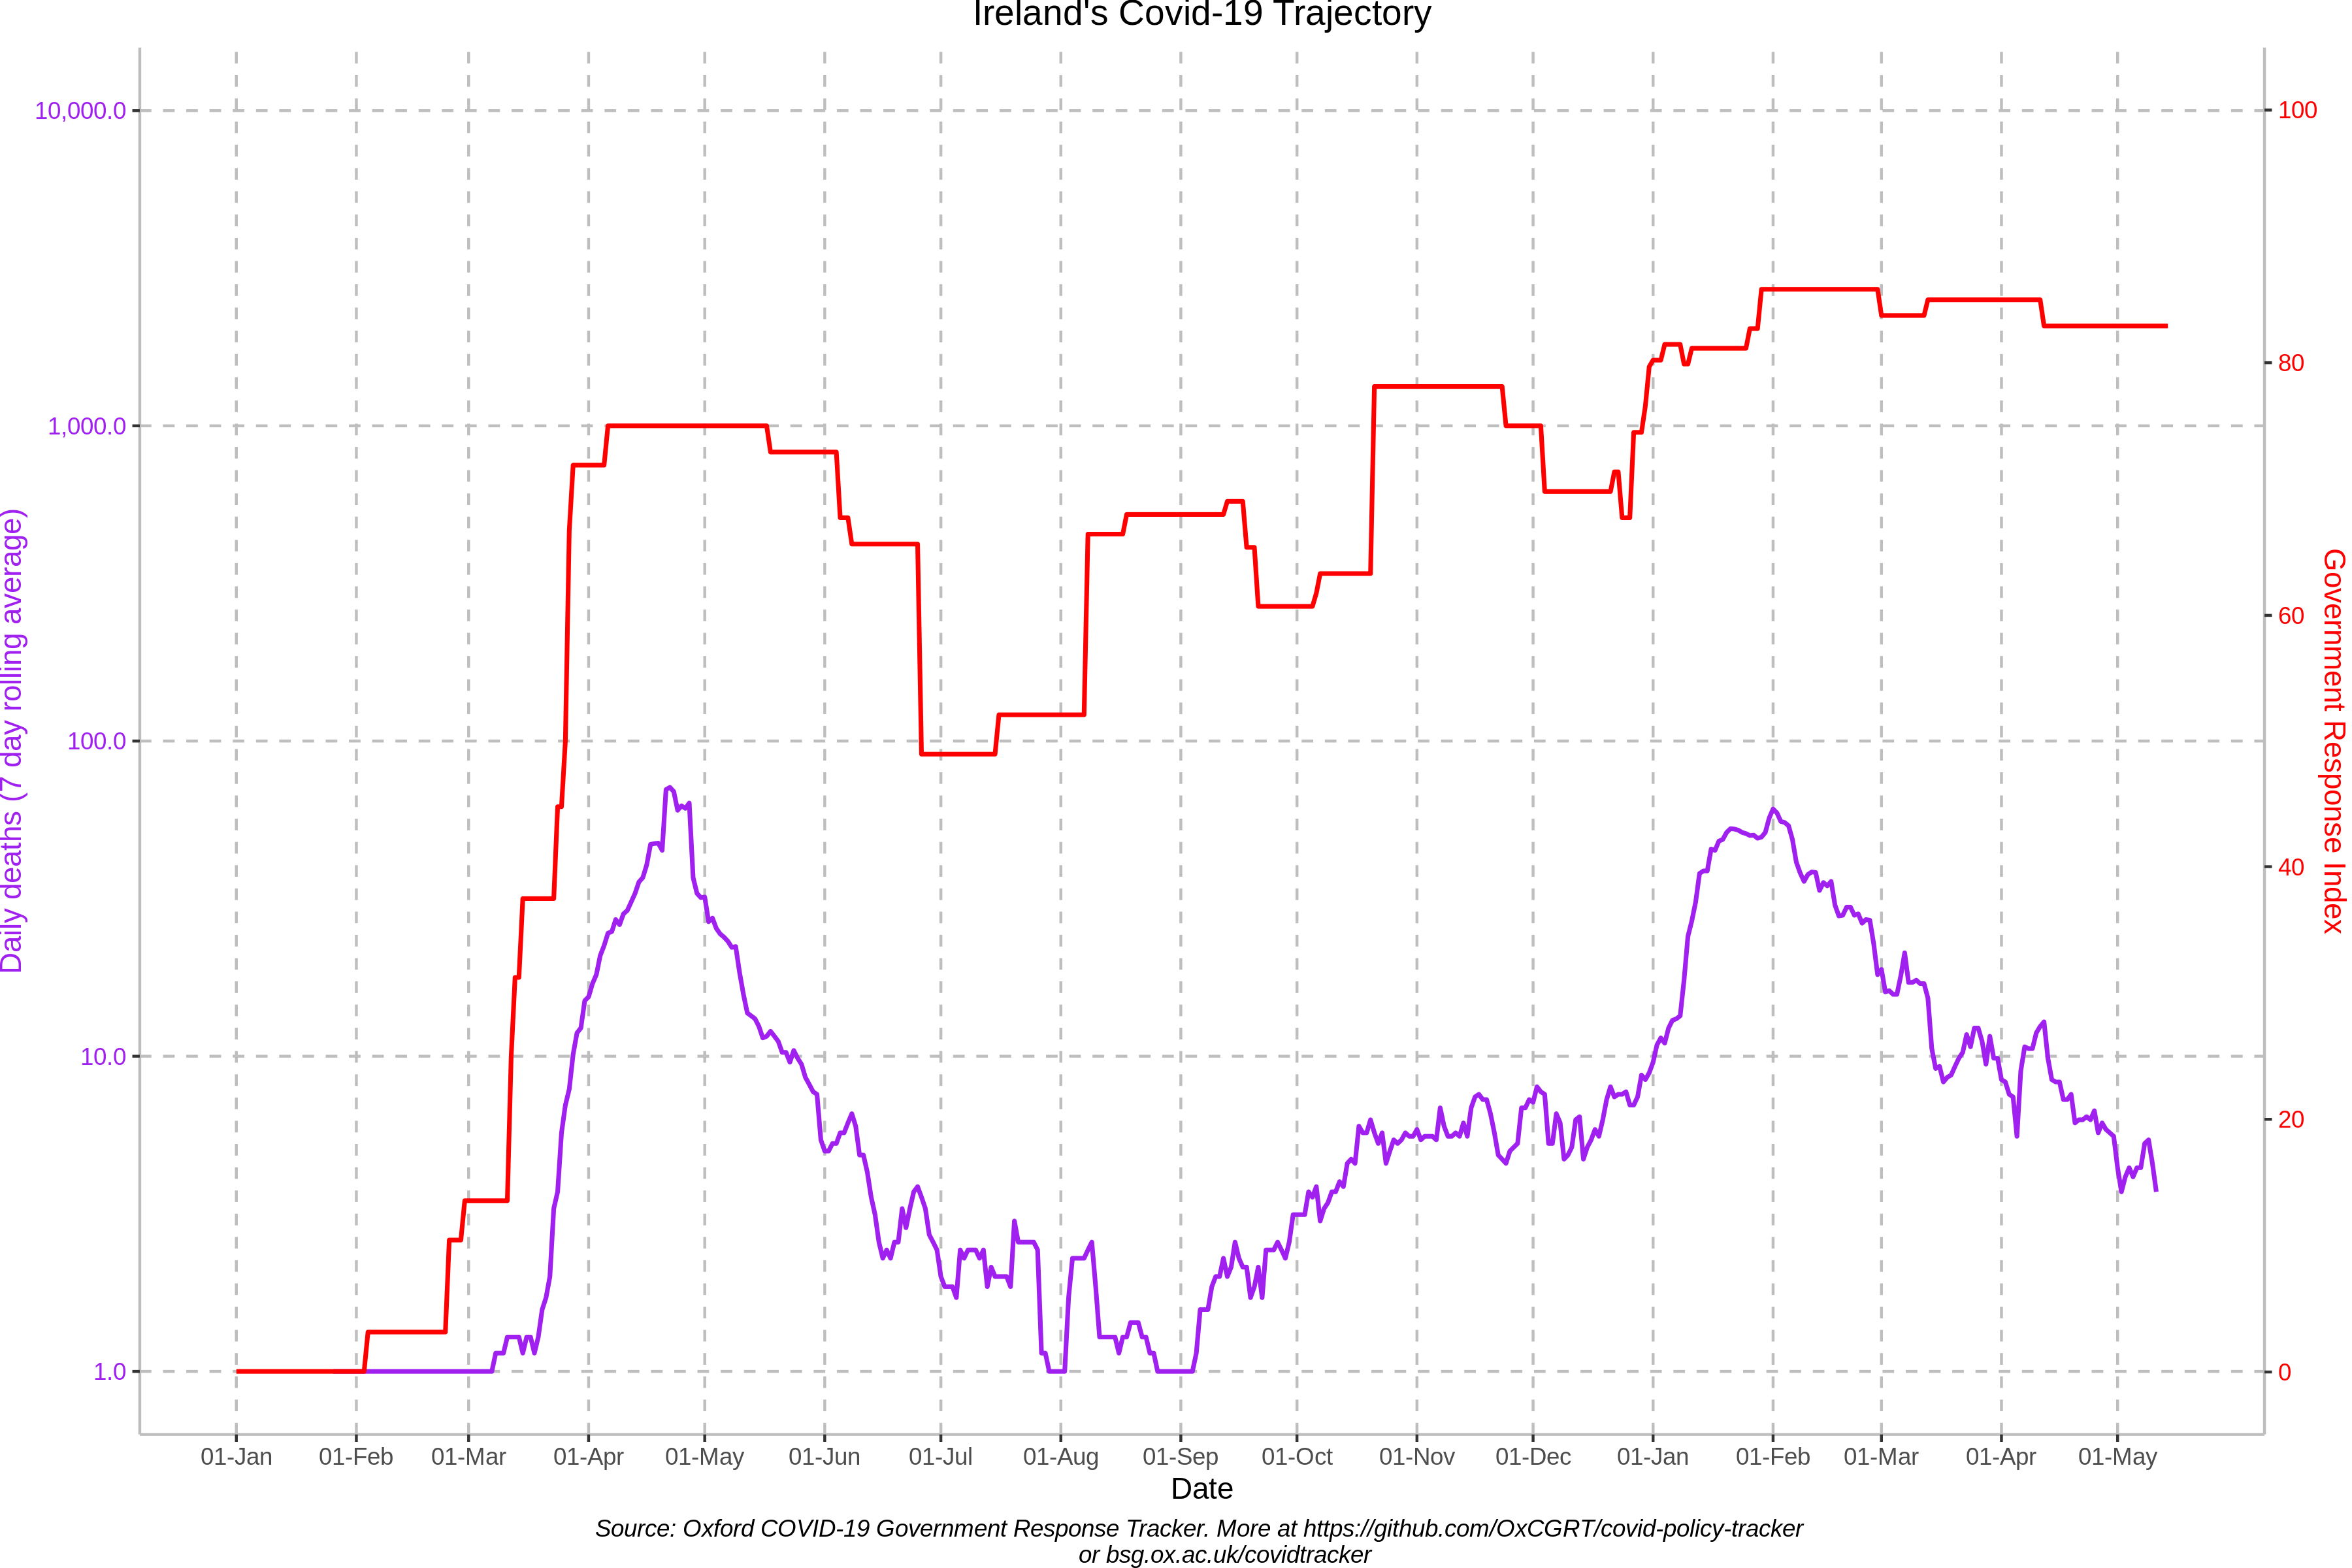 Ireland's Covid-19 Trajectory
10,000.0
1,000.0
100.0
10.0
1.0
Daily deaths (7 day rolling average)
100
80
60
40
20
0
Government Response Index
01-Jan 01-Feb 01-Mar 01-Apr 01-May 01-Jun 01-Jul 01-Aug 01-Sep 01-Oct 01-Nov 01-Dec 01-Jan 01-Feb 01-Mar 01-Apr 01-May
Date
Source: Oxford COVID-19 Government Response Tracker. More at https://github.com/OxCGRT/covid-policy-tracker
or bsg.ox.ac.uk/covidtracker